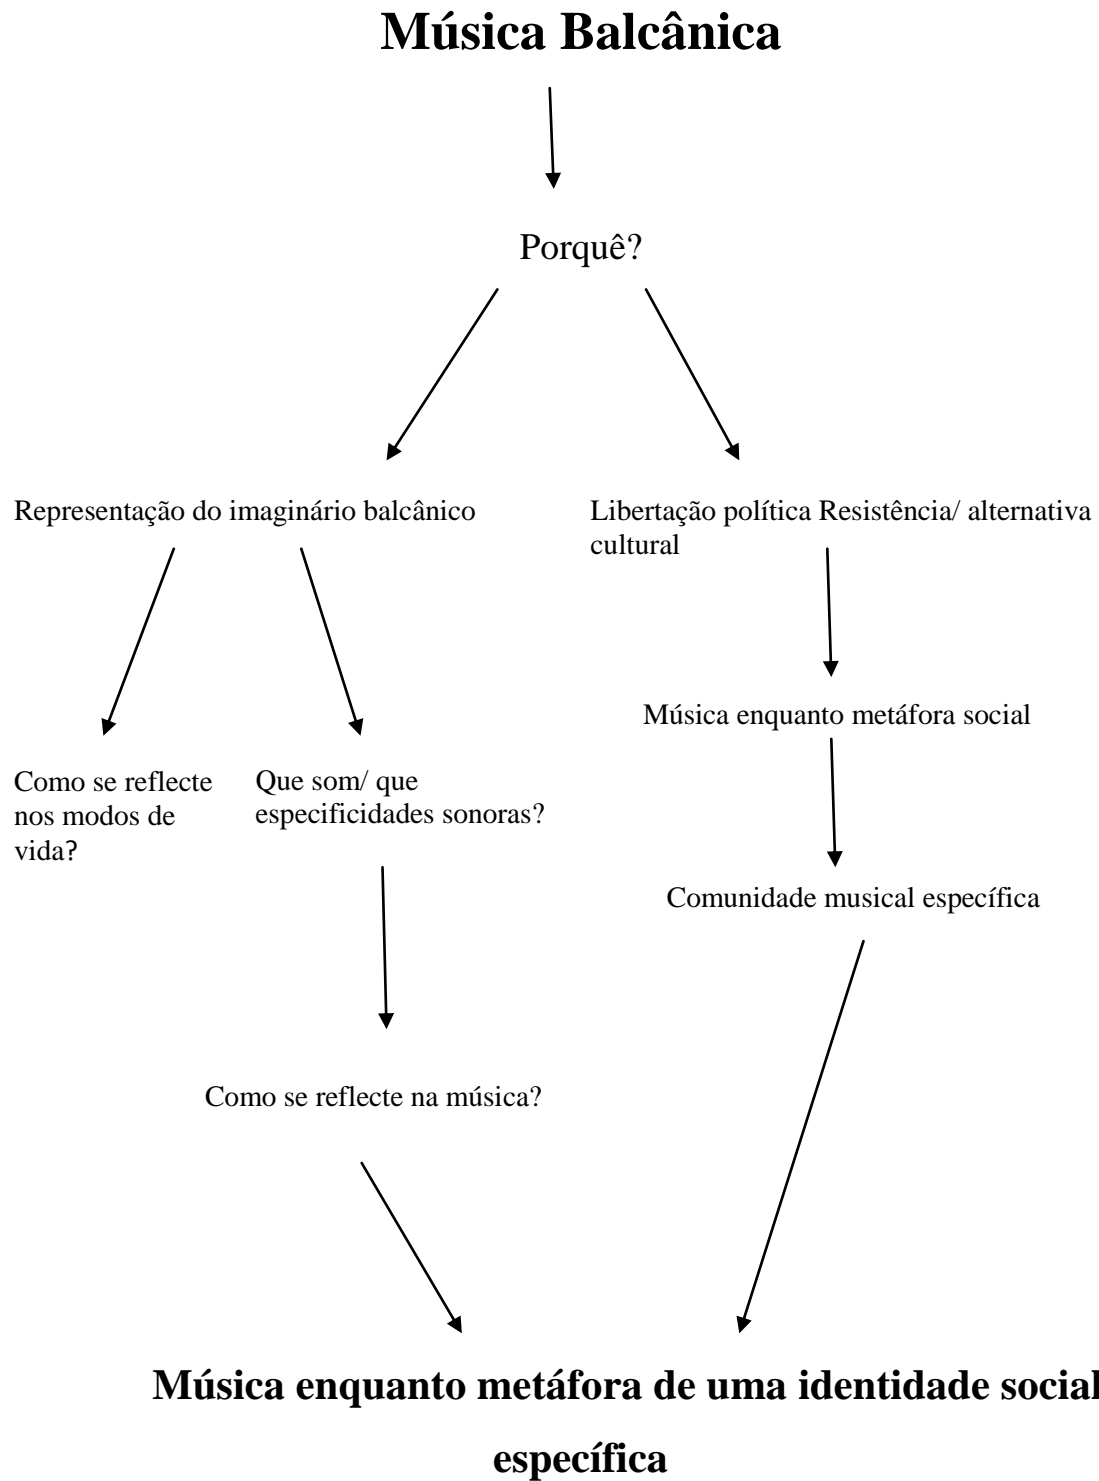 Música Balcânica
Porquê?
Representação do imaginário balcânico
Libertação política Resistência/ alternativa
cultural
Música enquanto metáfora social
Como se reflecte
nos modos de
vida?
Que som/ que
especificidades sonoras?
Comunidade musical específica
Como se reflecte na música?
Música enquanto metáfora de uma identidade social
específica